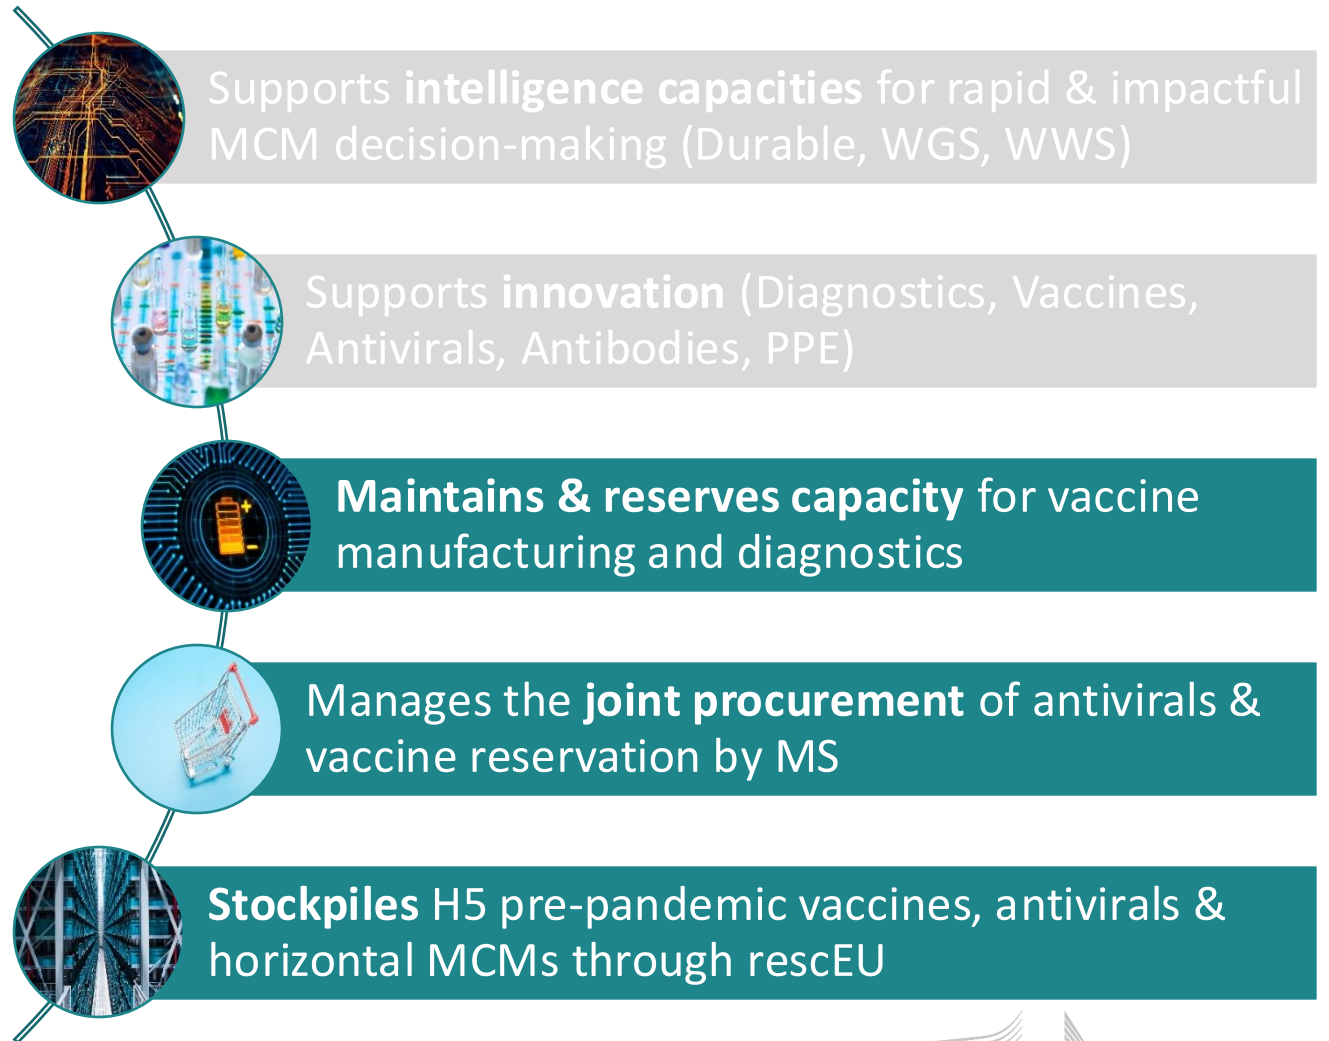 Supports intelligence capacities for rapid & impactful
MCM decision-making (Durable, WGS, WWS)
Supports innovation (Diagnostics, Vaccines,
Antivirals, Antibodies, PPE)
Maintains & reserves capacity for vaccine
manufacturing and diagnostics
Manages the joint procurement of antivirals &
vaccine reservation by MS
Stockpiles H5 pre-pandemic vaccines, antivirals &
horizontal MCMs through rescEU